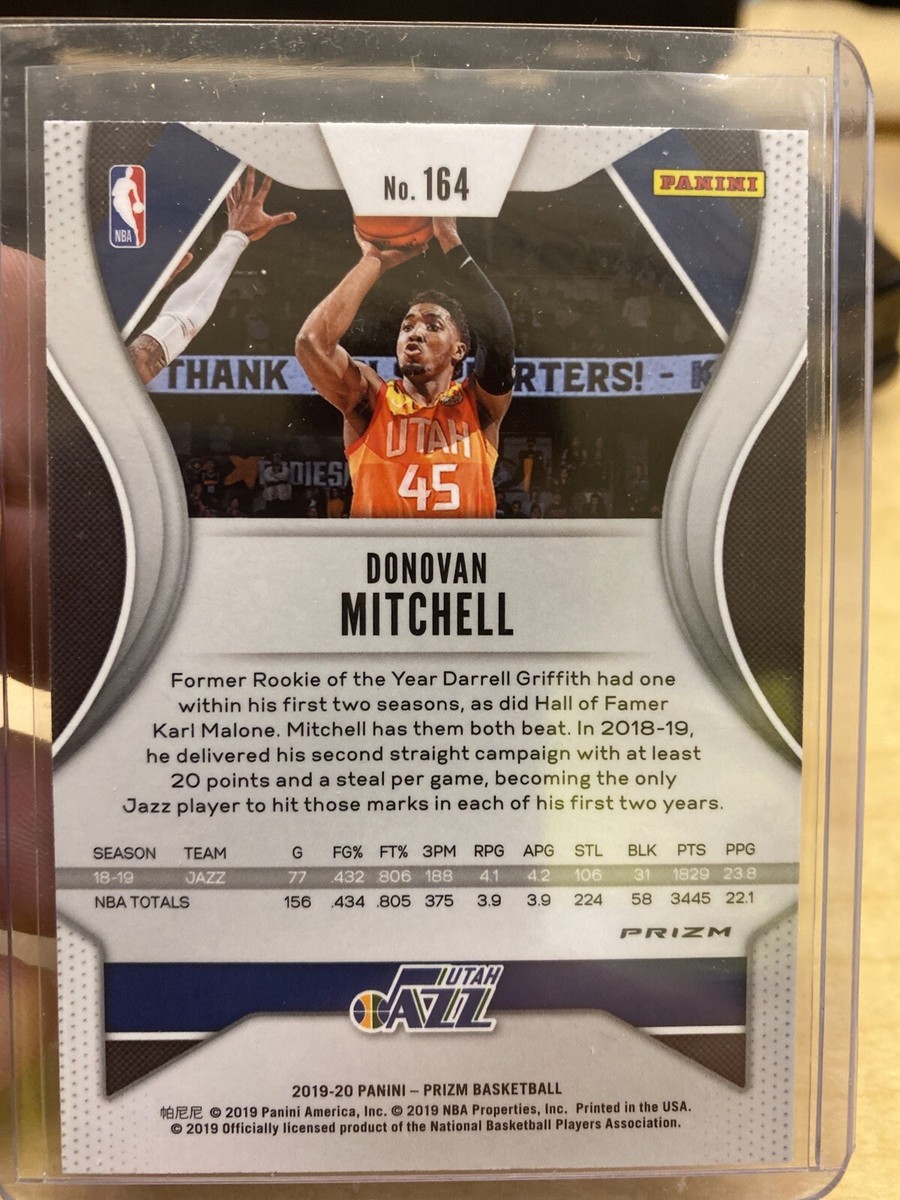 No. 164
NBA
PANINI
THANK RTERS! - K
UTAH
45
DONOVAN
MITCHELL
Former Rookie of the Year Darrell Griffith had one
within his first two seasons, as did Hall of Famer
Karl Malone. Mitchell has them both beat. In 2018-19,
he delivered his second straight campaign with at least
20 points and a steal per game, becoming the only
Jazz player to hit those marks in each of his first two years.
SEASON TEAM G FG% FT% 3PM RPG APG STL BLK PTS PPG
18-19 JAZZ 77 .432 .806 188 4.1 4.2 106 31 1829 23.8
NBA TOTALS 156 .434 .805 375 3.9 3.9 224 58 3445 22.1
PRIZM
UTAH
JAZZ
2019-20 PANINI – PRIZM BASKETBALL
帕尼尼 © 2019 Panini America, Inc. © 2019 NBA Properties, Inc. Printed in the USA.
© 2019 Officially licensed product of the National Basketball Players Association.